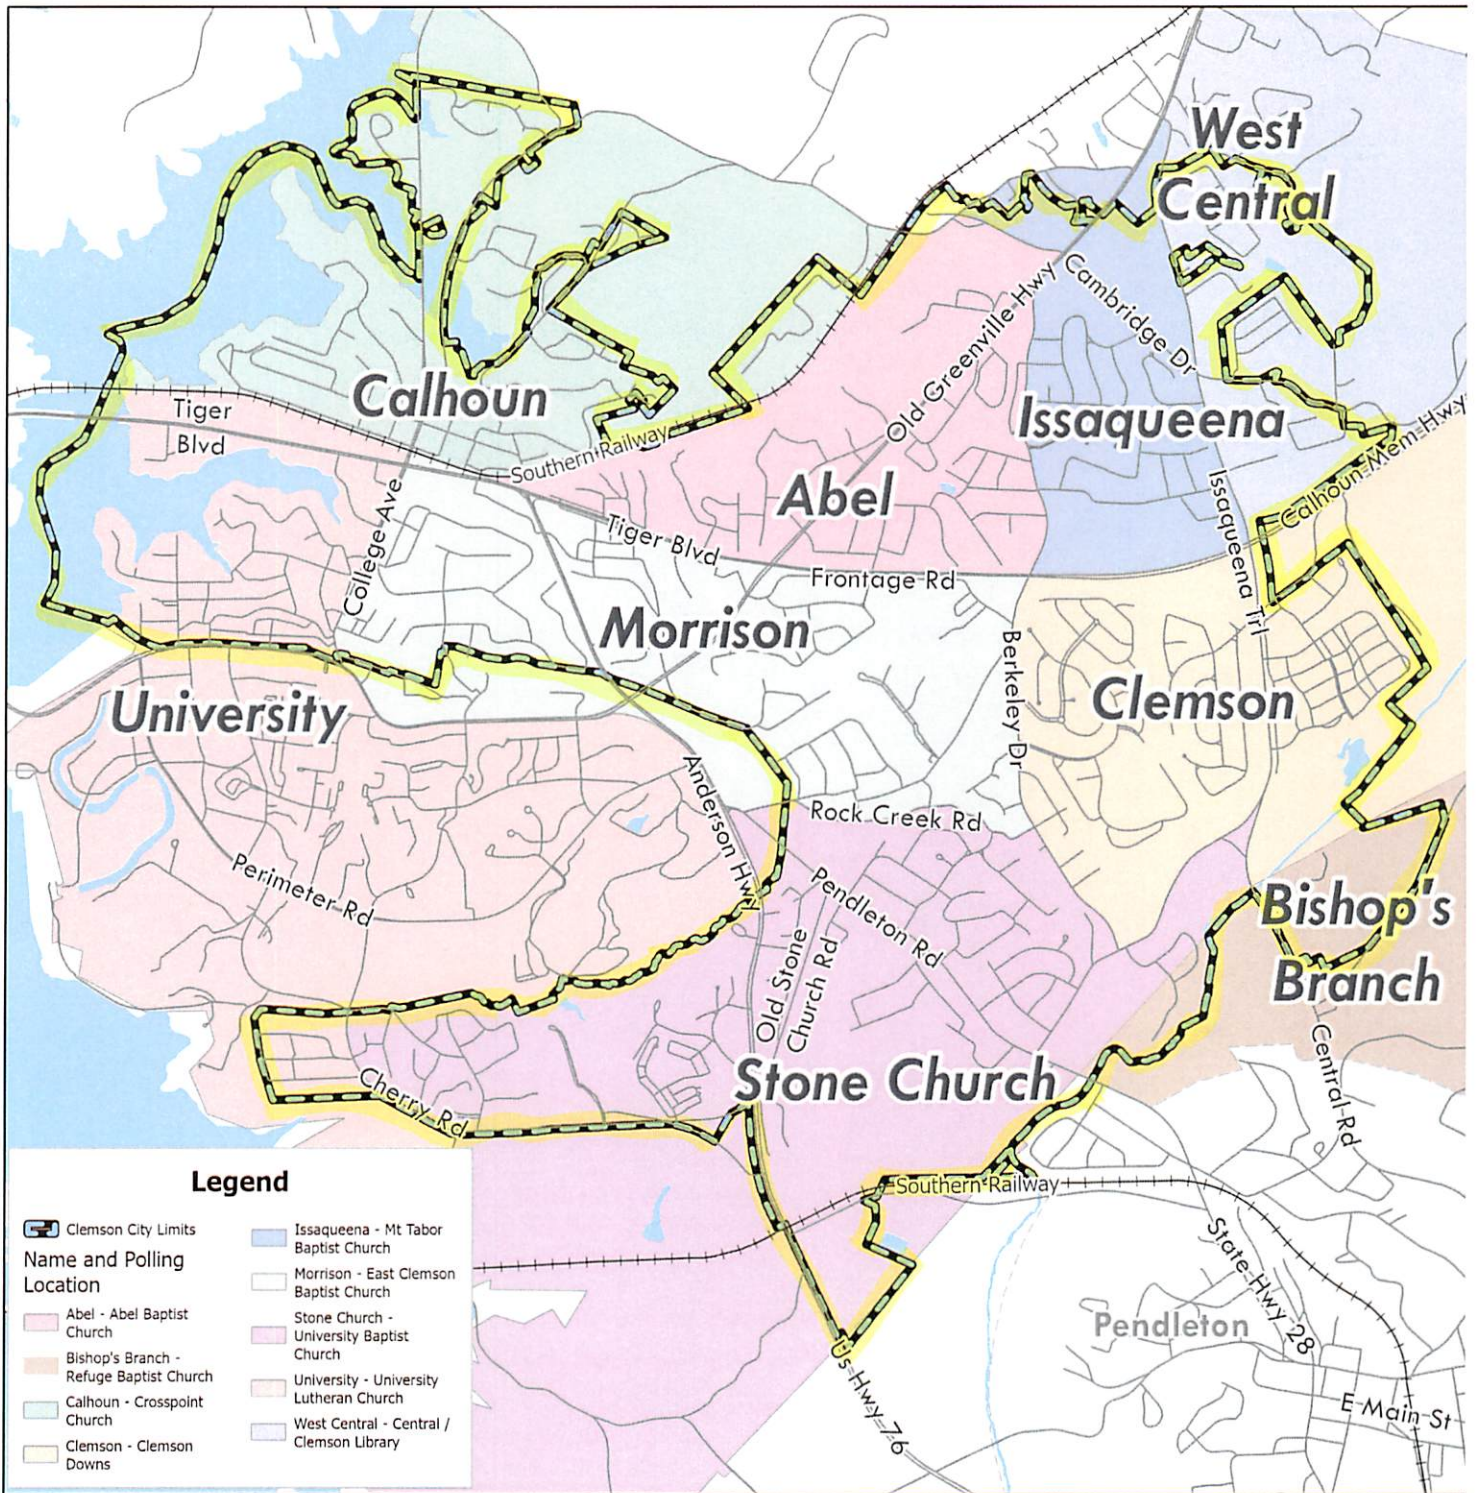 West
Central
Calhoun
Tiger
Blvd
Southern Railway
College Ave
Old Greenville Hwy
Cambridge Dr
Issaqueena
Abel
Calhoun Mem Hwy
Issaqueena Trl
Tiger Blvd
Frontage Rd
Morrison
Berkeley Dr
University
Clemson
Anderson Hwy
Rock Creek Rd
Perimeter Rd
Pendleton Rd
Old Stone
Church Rd
Bishop's
Branch
Stone Church
Cherry Rd
Central Rd
Southern Railway
State Hwy 28
Pendleton
Us Hwy 76
E Main St
Legend
Clemson City Limits
Name and Polling
Location
Abel - Abel Baptist
Church
Bishop's Branch -
Refuge Baptist Church
Calhoun - Crosspoint
Church
Clemson - Clemson
Downs
Issaqueena - Mt Tabor
Baptist Church
Morrison - East Clemson
Baptist Church
Stone Church -
University Baptist
Church
University - University
Lutheran Church
West Central - Central /
Clemson Library